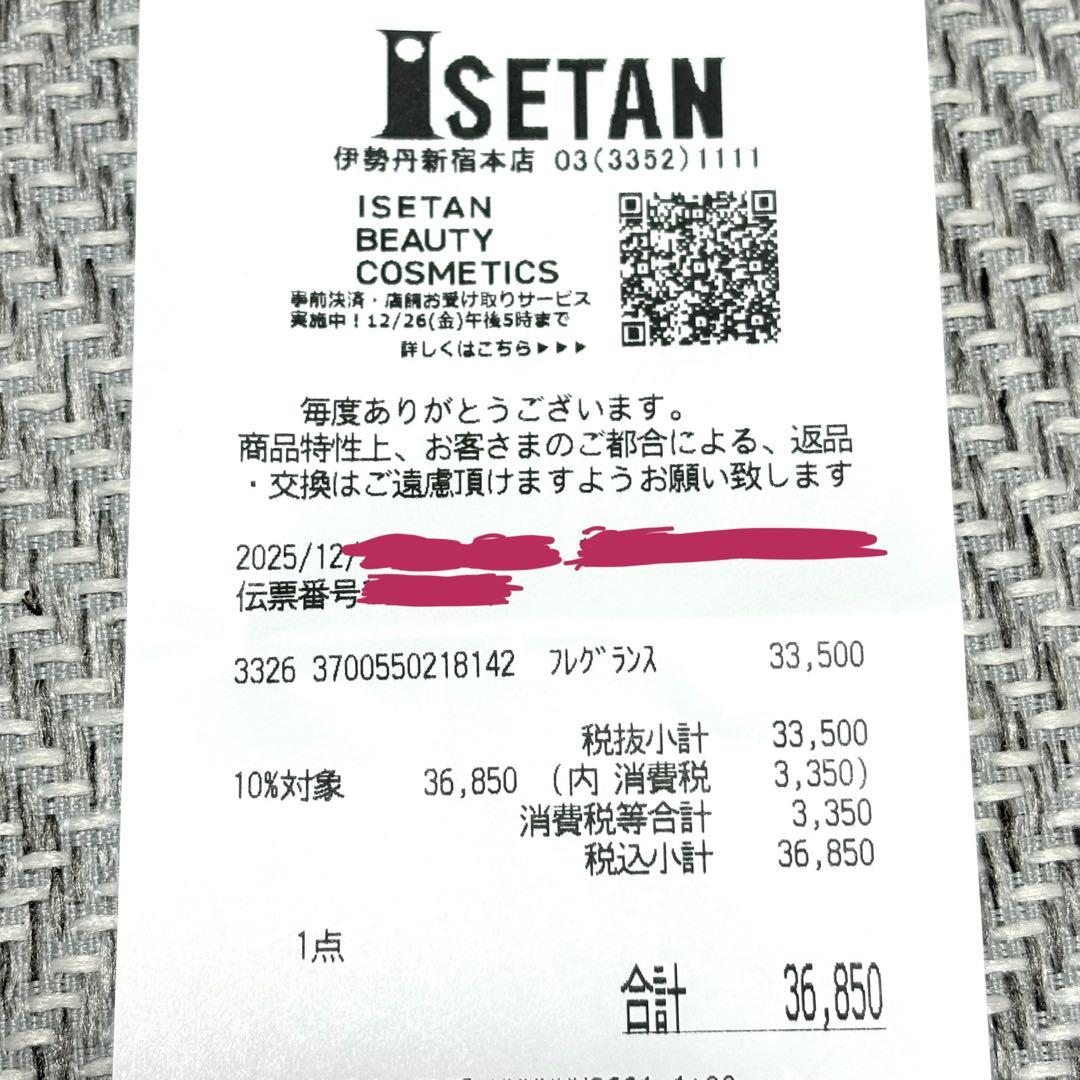 ISETAN
伊勢丹新宿本店 03(3352)1111
ISETAN
BEAUTY
COSMETICS
事前決済・店舗お受け取りサービス
実施中！12/26(金)午後5時まで
詳しくはこちら▶▶▶
毎度ありがとうございます。
商品特性上、お客さまのご都合による、返品
・交換はご遠慮頂けますようお願い致します
2025/12/
伝票番号
3326 3700550218142 ﾌﾚｸﾞﾗﾝｽ 33,500
税抜小計 33,500
10%対象 36,850 (内 消費税 3,350)
消費税等合計 3,350
税込小計 36,850
1点
合計 36,850